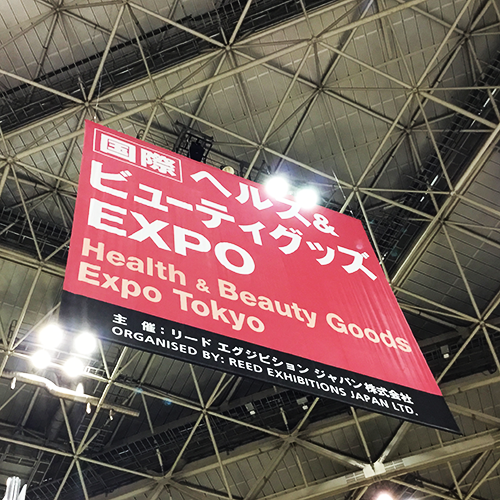 国際 ヘルス&
ビューティグッズ
EXPO
Health & Beauty Goods
Expo Tokyo
主 催：リード エグジビション ジャパン株式会社
ORGANISED BY: REED EXHIBITIONS JAPAN LTD.